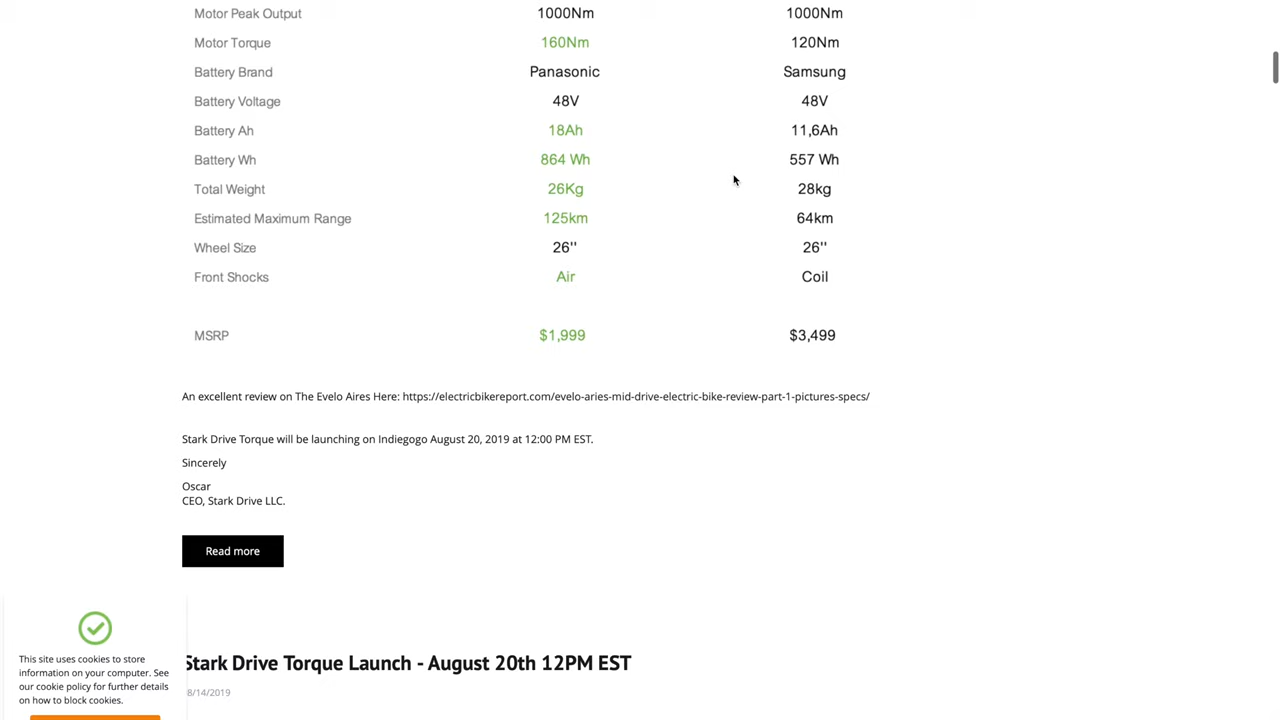 Motor Peak Output 1000Nm 1000Nm
Motor Torque 160Nm 120Nm
Battery Brand Panasonic Samsung
Battery Voltage 48V 48V
Battery Ah 18Ah 11,6Ah
Battery Wh 864 Wh 557 Wh
Total Weight 26Kg 28kg
Estimated Maximum Range 125km 64km
Wheel Size 26'' 26''
Front Shocks Air Coil
MSRP $1,999 $3,499
An excellent review on The Evelo Aires Here: https://electricbikereport.com/evelo-aries-mid-drive-electric-bike-review-part-1-pictures-specs/
Stark Drive Torque will be launching on Indiegogo August 20, 2019 at 12:00 PM EST.
Sincerely
Oscar
CEO, Stark Drive LLC.
Read more
Stark Drive Torque Launch - August 20th 12PM EST
8/14/2019
This site uses cookies to store
information on your computer. See
our cookie policy for further details
on how to block cookies.